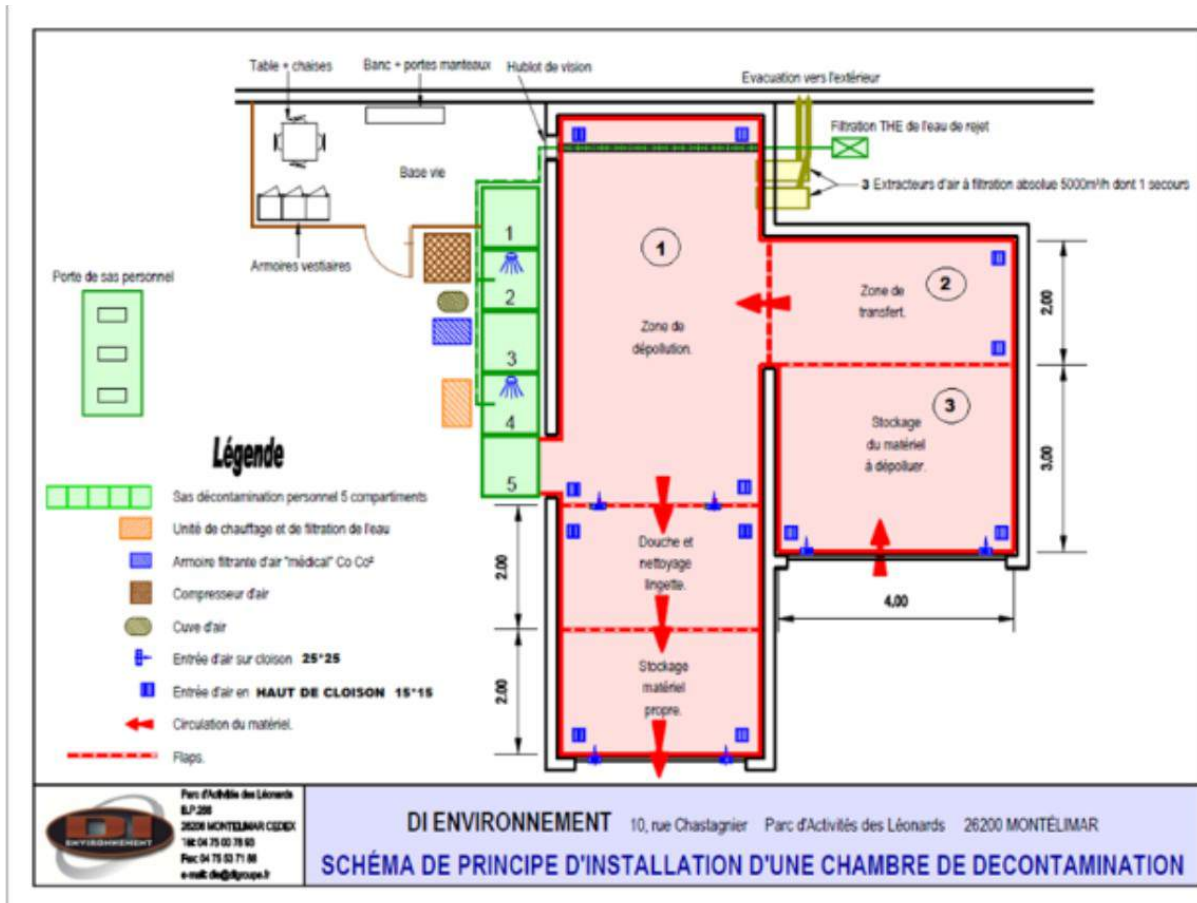 Table + chaises
Banc + portes manteaux
Hublot de vision
Evacuation vers l'extérieur
Filtration THE de l'eau de rejet
3 Extracteurs d'air à filtration absolue 5000m³/h dont 1 secours
Base vie
Armoires vestiaires
Porte de sas personnel
1
2
3
4
5
1
Zone de
dépollution.
2
Zone de
transfert.
3
Stockage
du matériel
à dépolluer.
2.00
3.00
4.00
Douche et
nettoyage
lingette.
2.00
Stockage
matériel
propre.
2.00
Légende
Sas décontamination personnel 5 compartiments
Unité de chauffage et de filtration de l'eau
Armoire filtrante d'air "médical" Co Co²
Compresseur d'air
Cuve d'air
Entrée d'air sur cloison 25*25
Entrée d'air en HAUT DE CLOISON 15*15
Circulation du matériel.
Flaps.
DI
ENVIRONNEMENT
Parc d'Activités des Léonards
B.P.
26200 MONTELIMAR CEDEX
DI ENVIRONNEMENT 10, rue Chastagnier Parc d'Activités des Léonards 26200 MONTÉLIMAR
SCHÉMA DE PRINCIPE D'INSTALLATION D'UNE CHAMBRE DE DECONTAMINATION